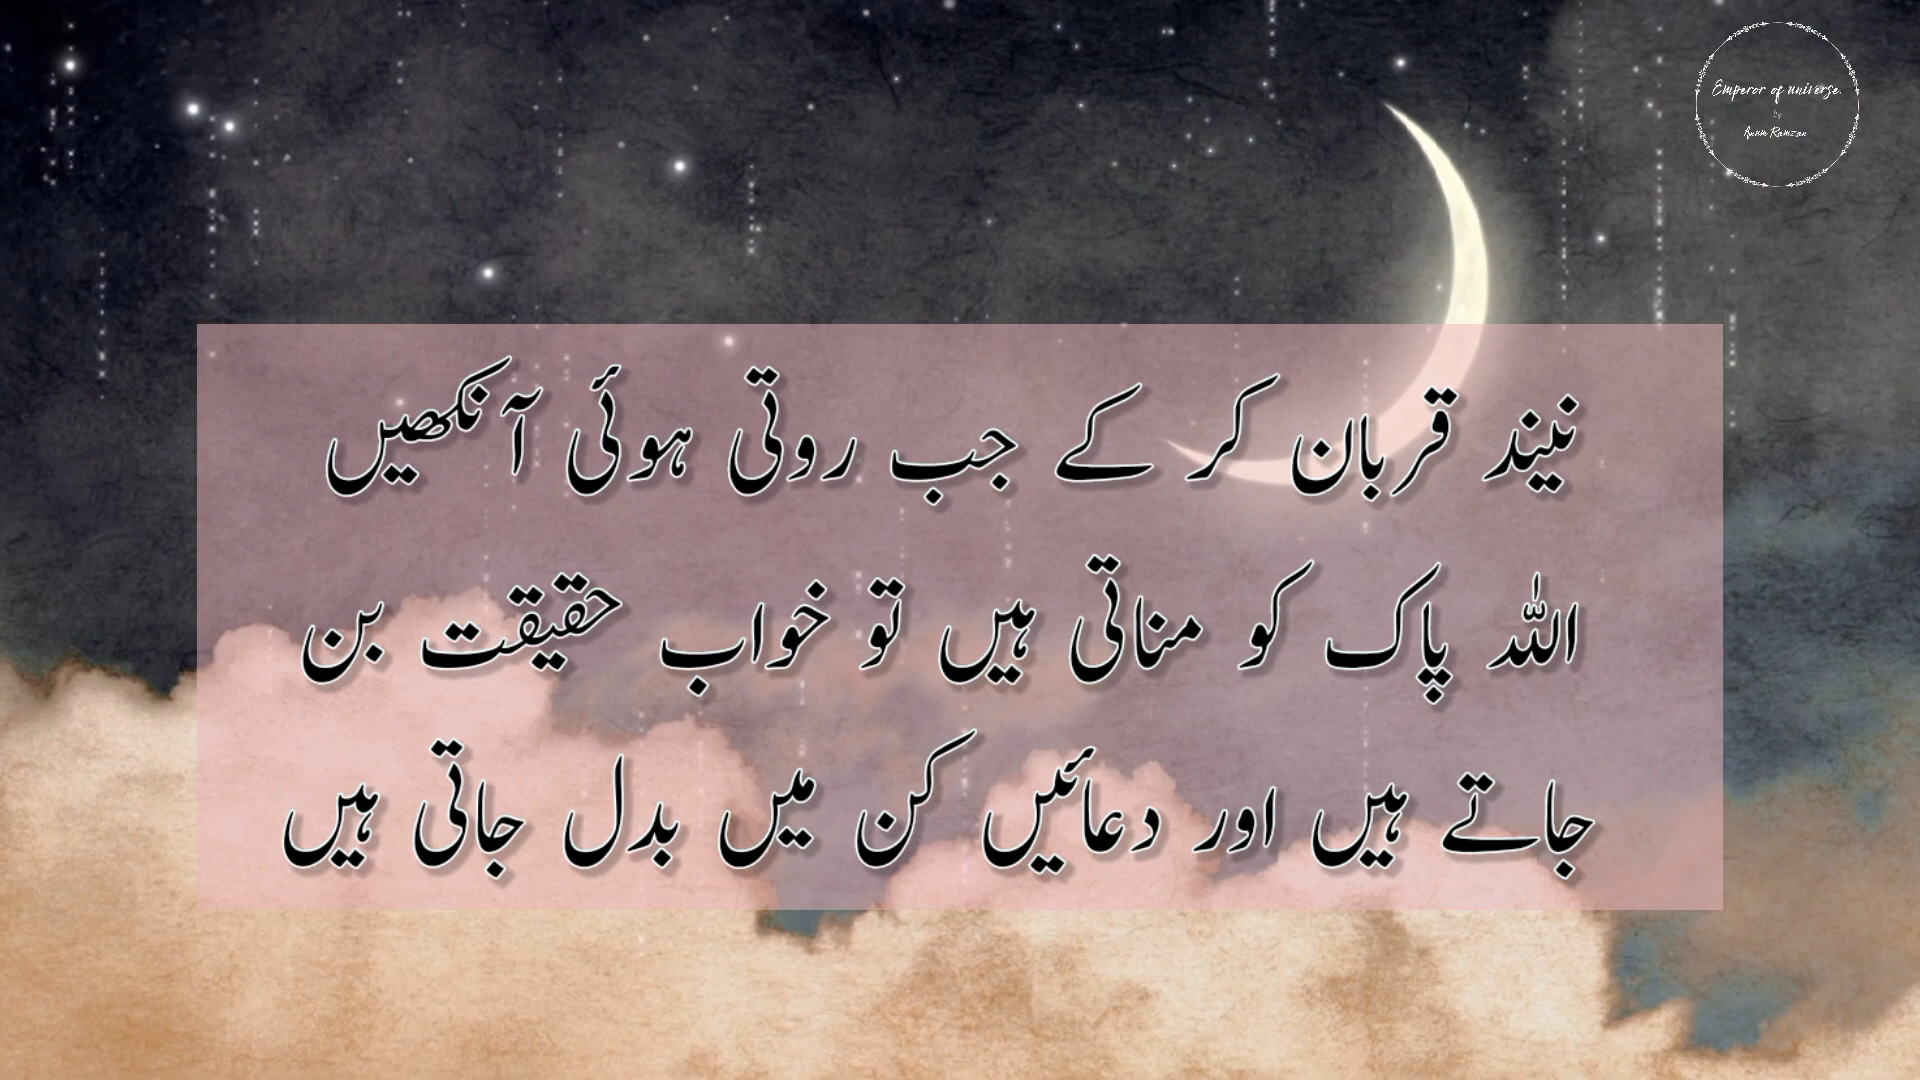 Emperor of universe.
By
Anum Ramzan
نیند قربان کر کے جب روتی ہوئی آنکھیں
اللہ پاک کو مناتی ہیں تو خواب حقیقت بن
جاتے ہیں اور دعائیں کن میں بدل جاتی ہیں